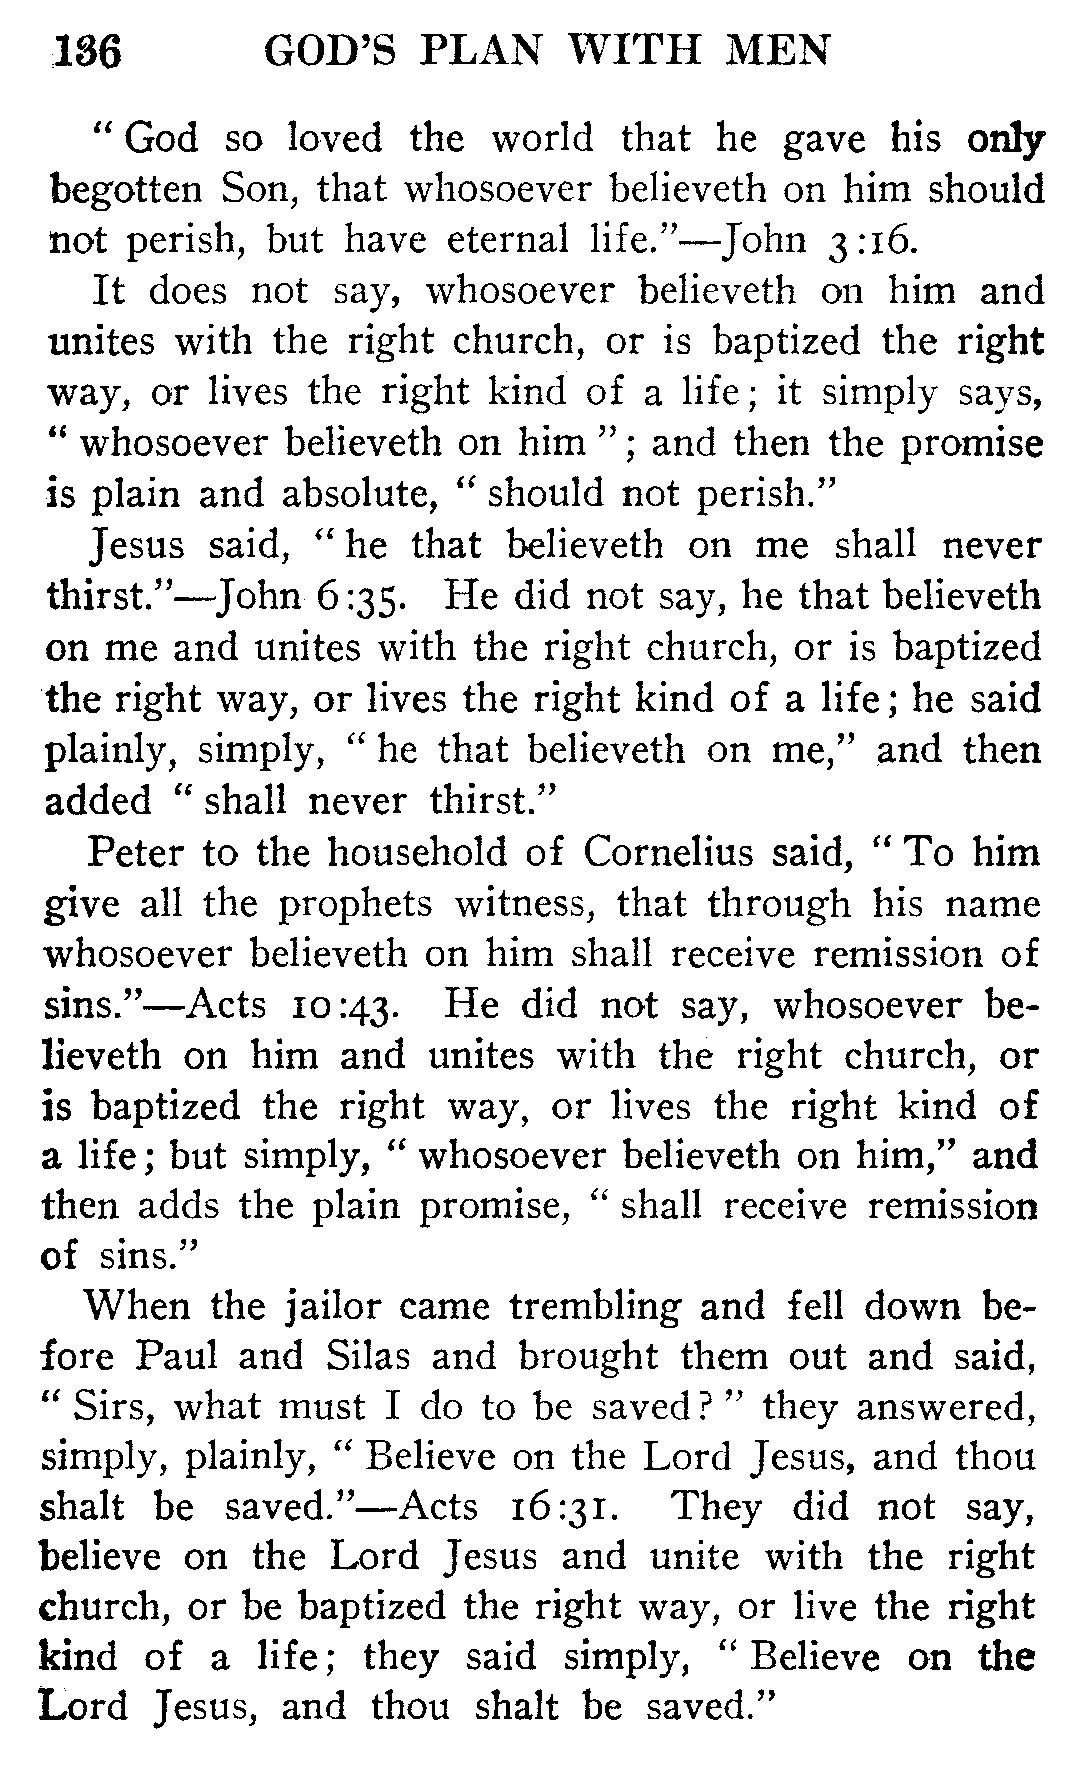 136 GOD'S PLAN WITH MEN
" God so loved the world that he gave his only
begotten Son, that whosoever believeth on him should
not perish, but have eternal life."—John 3:16.
It does not say, whosoever believeth on him and
unites with the right church, or is baptized the right
way, or lives the right kind of a life; it simply says,
" whosoever believeth on him "; and then the promise
is plain and absolute, " should not perish."
Jesus said, " he that believeth on me shall never
thirst."—John 6:35. He did not say, he that believeth
on me and unites with the right church, or is baptized
the right way, or lives the right kind of a life; he said
plainly, simply, " he that believeth on me," and then
added " shall never thirst."
Peter to the household of Cornelius said, " To him
give all the prophets witness, that through his name
whosoever believeth on him shall receive remission of
sins."—Acts 10:43. He did not say, whosoever be-
lieveth on him and unites with the right church, or
is baptized the right way, or lives the right kind of
a life; but simply, " whosoever believeth on him," and
then adds the plain promise, " shall receive remission
of sins."
When the jailor came trembling and fell down be-
fore Paul and Silas and brought them out and said,
" Sirs, what must I do to be saved? " they answered,
simply, plainly, " Believe on the Lord Jesus, and thou
shalt be saved."—Acts 16:31. They did not say,
believe on the Lord Jesus and unite with the right
church, or be baptized the right way, or live the right
kind of a life; they said simply, " Believe on the
Lord Jesus, and thou shalt be saved."